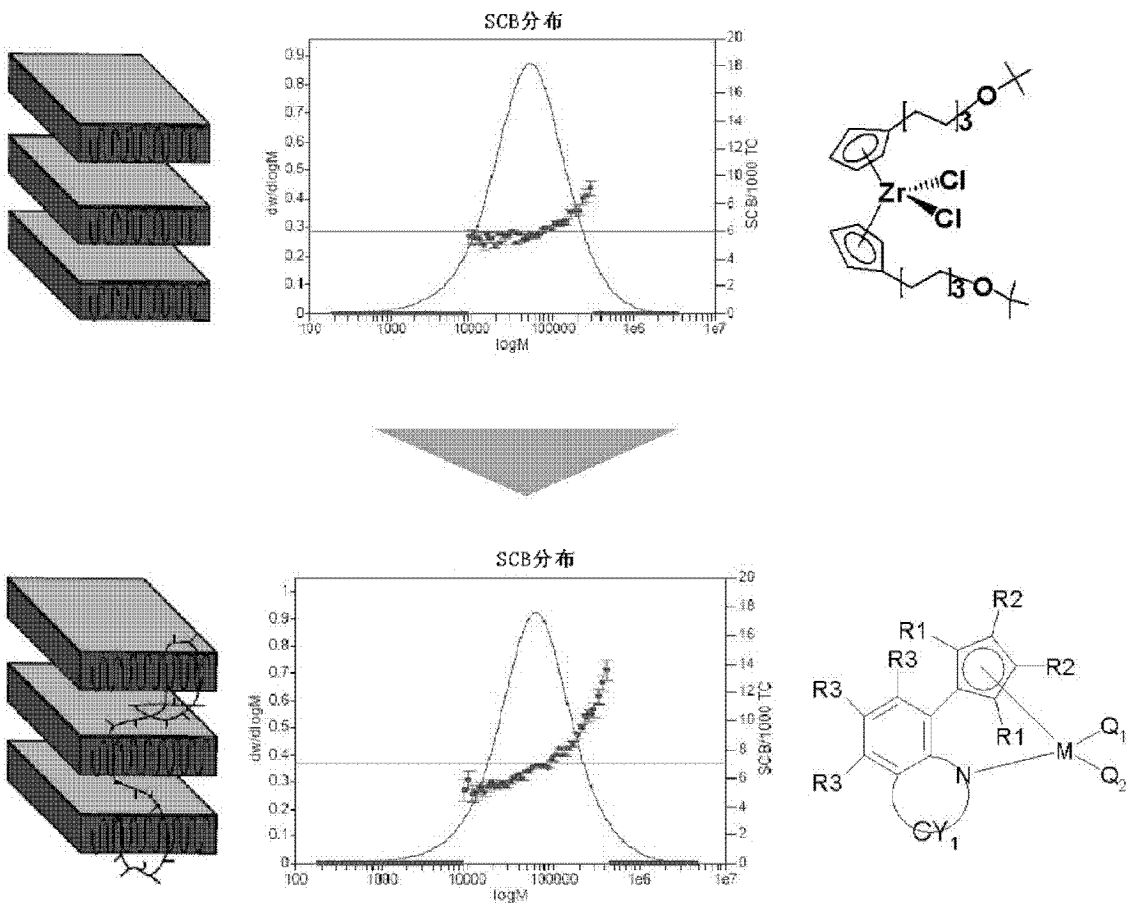 SCB分布
20
0.9
18
0.8
16
0.7
14
0.6
12
0.5
10
0.4
8
0.3
6
0.2
4
0.1
2
0
0
100
1000
10000
100000
1e6
1e7
logM
dw/dlogM
SCB/1000 TC
O
3
Zr
Cl
Cl
3
O
SCB分布
1
20
0.9
18
0.8
16
0.7
14
0.6
12
0.5
10
0.4
8
0.3
6
0.2
4
0.1
2
0
0
100
10000
100000
1e6
1e7
logM
dw/dlogM
SCB/1000 TC
R2
R1
R3
R2
R3
R1
M
Q1
Q2
R3
N
CY1